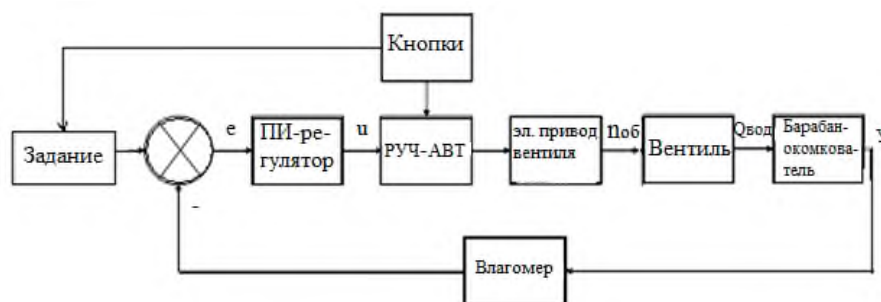 Кнопки
Задание
e
ПИ-ре-
гулятор
u
РУЧ-АВТ
эл. привод
вентиля
nоб
Вентиль
Qвод
Барабан-
окомкова-
тель
y
-
Влагомер